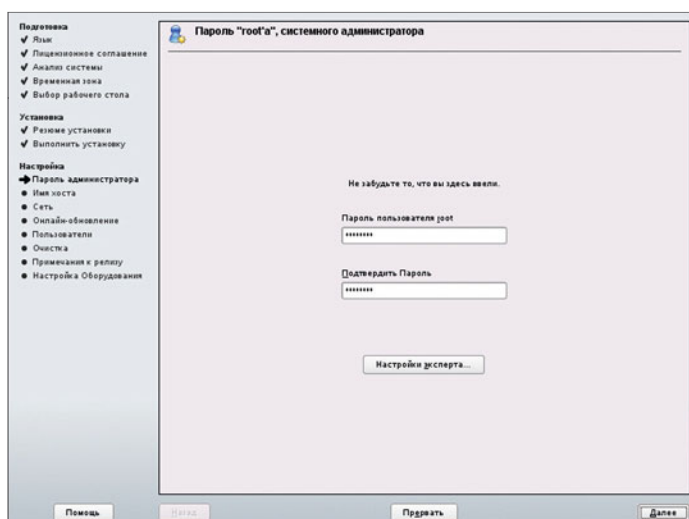 Подготовка
Язык
Лицензионное соглашение
Анализ системы
Временная зона
Выбор рабочего стола
Установка
Резюме установки
Выполнить установку
Настройка
Пароль администратора
Имя хоста
Сеть
Онлайн-обновление
Пользователи
Очистка
Примечания к релизу
Настройка Оборудования
Пароль "root'а", системного администратора
Не забудьте то, что вы здесь ввели.
Пароль пользователя root
********
Подтвердить Пароль
********
Настройки эксперта...
Помощь
Назад
Прервать
Далее